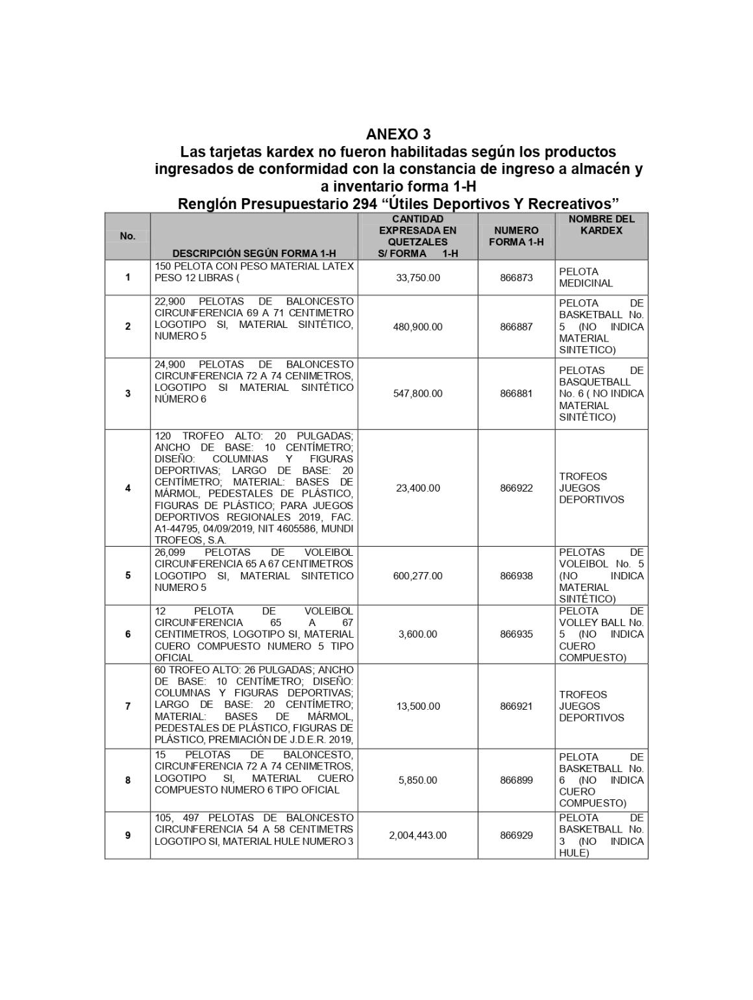 ANEXO 3
Las tarjetas kardex no fueron habilitadas según los productos
ingresados de conformidad con la constancia de ingreso a almacén y
a inventario forma 1-H
Renglón Presupuestario 294 “Útiles Deportivos Y Recreativos”
No.
DESCRIPCIÓN SEGÚN FORMA 1-H
CANTIDAD
EXPRESADA EN
QUETZALES
S/ FORMA 1-H
NUMERO
FORMA 1-H
NOMBRE DEL
KARDEX
1
150 PELOTA CON PESO MATERIAL LATEX
PESO 12 LIBRAS (
33,750.00
866873
PELOTA
MEDICINAL
2
22,900 PELOTAS DE BALONCESTO
CIRCUNFERENCIA 69 A 71 CENTIMETRO
LOGOTIPO SI, MATERIAL SINTÉTICO,
NUMERO 5
480,900.00
866887
PELOTA DE
BASKETBALL No.
5 (NO INDICA
MATERIAL
SINTETICO)
3
24,900 PELOTAS DE BALONCESTO
CIRCUNFERENCIA 72 A 74 CENIMETROS,
LOGOTIPO SI MATERIAL SINTÉTICO
NÚMERO 6
547,800.00
866881
PELOTAS DE
BASQUETBALL
No. 6 ( NO INDICA
MATERIAL
SINTÉTICO)
4
120 TROFEO ALTO: 20 PULGADAS;
ANCHO DE BASE: 10 CENTÍMETRO;
DISEÑO: COLUMNAS Y FIGURAS
DEPORTIVAS; LARGO DE BASE: 20
CENTÍMETRO; MATERIAL: BASES DE
MÁRMOL, PEDESTALES DE PLÁSTICO,
FIGURAS DE PLÁSTICO; PARA JUEGOS
DEPORTIVOS REGIONALES 2019, FAC.
A1-44795, 04/09/2019, NIT 4605586, MUNDI
TROFEOS, S.A.
23,400.00
866922
TROFEOS
JUEGOS
DEPORTIVOS
5
26,099 PELOTAS DE VOLEIBOL
CIRCUNFERENCIA 65 A 67 CENTIMETROS
LOGOTIPO SI, MATERIAL SINTETICO
NUMERO 5
600,277.00
866938
PELOTAS DE
VOLEIBOL No. 5
(NO INDICA
MATERIAL
SINTÉTICO)
6
12 PELOTA DE VOLEIBOL
CIRCUNFERENCIA 65 A 67
CENTIMETROS, LOGOTIPO SI, MATERIAL
CUERO COMPUESTO NUMERO 5 TIPO
OFICIAL
3,600.00
866935
PELOTA DE
VOLLEY BALL No.
5 (NO INDICA
CUERO
COMPUESTO)
7
60 TROFEO ALTO: 26 PULGADAS; ANCHO
DE BASE: 10 CENTÍMETRO; DISEÑO:
COLUMNAS Y FIGURAS DEPORTIVAS;
LARGO DE BASE: 20 CENTÍMETRO;
MATERIAL: BASES DE MÁRMOL,
PEDESTALES DE PLÁSTICO, FIGURAS DE
PLÁSTICO, PREMIACIÓN DE J.D.E.R. 2019,
13,500.00
866921
TROFEOS
JUEGOS
DEPORTIVOS
8
15 PELOTAS DE BALONCESTO,
CIRCUNFERENCIA 72 A 74 CENIMETROS,
LOGOTIPO SI, MATERIAL CUERO
COMPUESTO NUMERO 6 TIPO OFICIAL
5,850.00
866899
PELOTA DE
BASKETBALL No.
6 (NO INDICA
CUERO
COMPUESTO)
9
105, 497 PELOTAS DE BALONCESTO
CIRCUNFERENCIA 54 A 58 CENTIMETRS
LOGOTIPO SI, MATERIAL HULE NUMERO 3
2,004,443.00
866929
PELOTA DE
BASKETBALL No.
3 (NO INDICA
HULE)